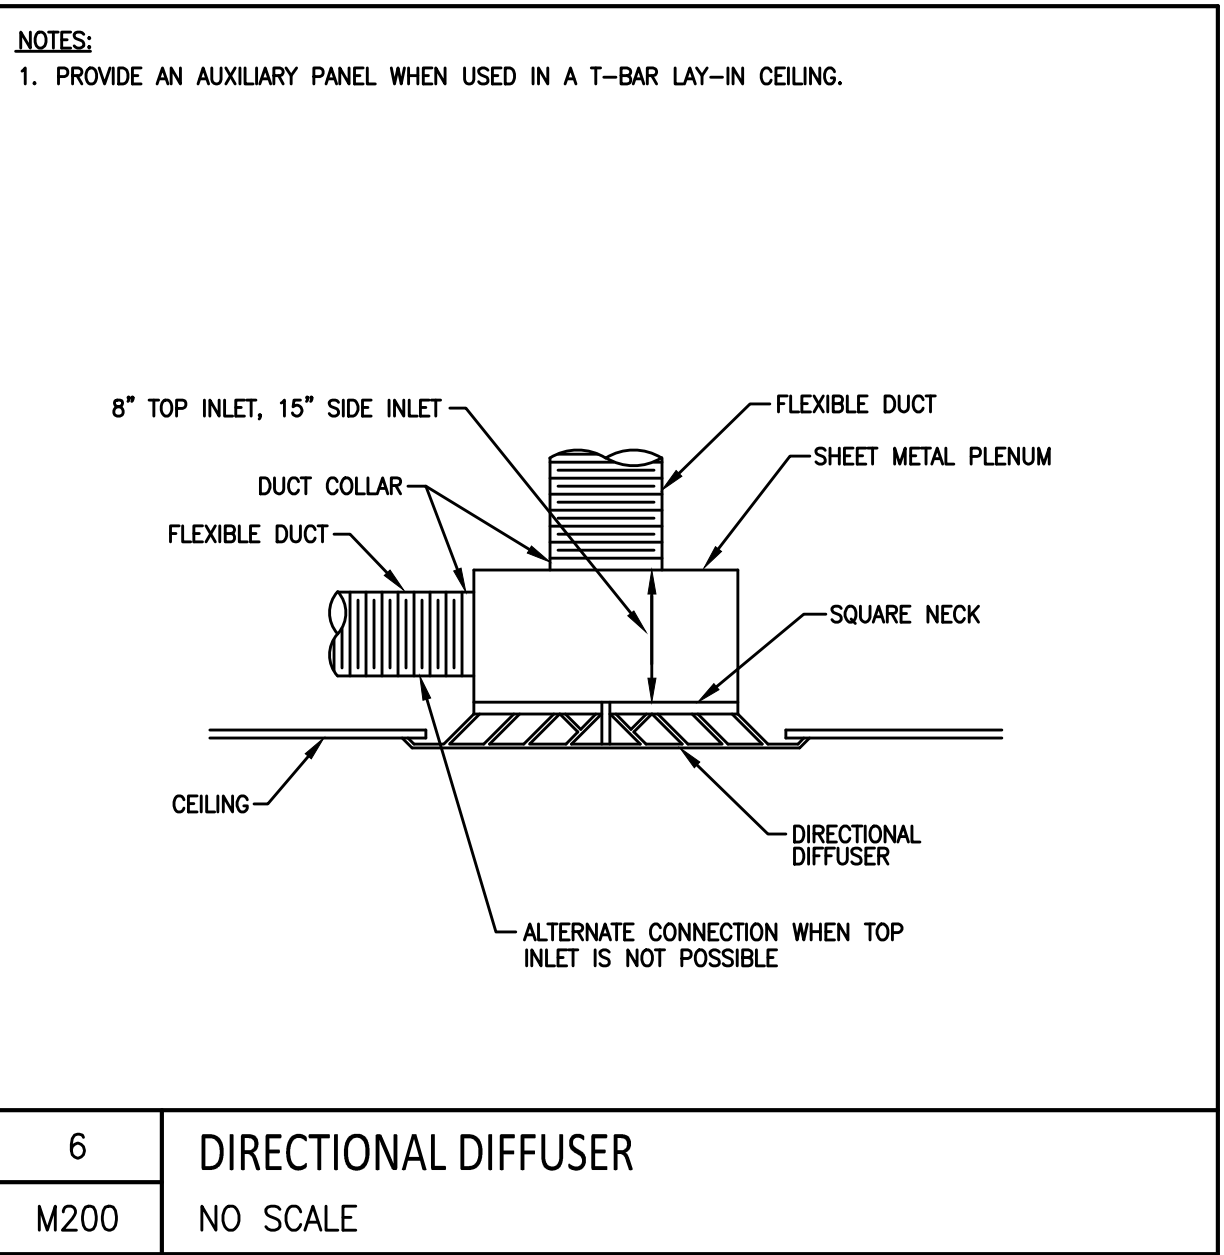 NOTES:
1. PROVIDE AN AUXILIARY PANEL WHEN USED IN A T-BAR LAY-IN CEILING.
8" TOP INLET, 15" SIDE INLET
FLEXIBLE DUCT
SHEET METAL PLENUM
DUCT COLLAR
FLEXIBLE DUCT
SQUARE NECK
CEILING
DIRECTIONAL
DIFFUSER
ALTERNATE CONNECTION WHEN TOP
INLET IS NOT POSSIBLE
6
DIRECTIONAL DIFFUSER
M200
NO SCALE